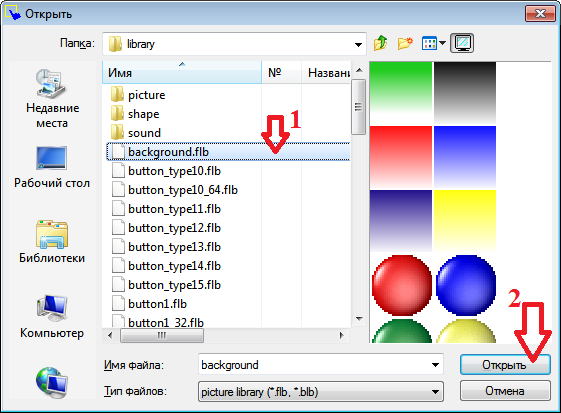 Открыть
Папка: library
Имя № Названи
picture
shape
sound
1
background.flb
button_type10.flb
button_type10_64.flb
button_type11.flb
button_type12.flb
button_type13.flb
button_type14.flb
button_type15.flb
button1.flb
button1_32.flb
Недавние
места
Рабочий стол
Библиотеки
Компьютер
2
Имя файла: background Открыть
Тип файлов: picture library (*.flb, *.blb) Отмена